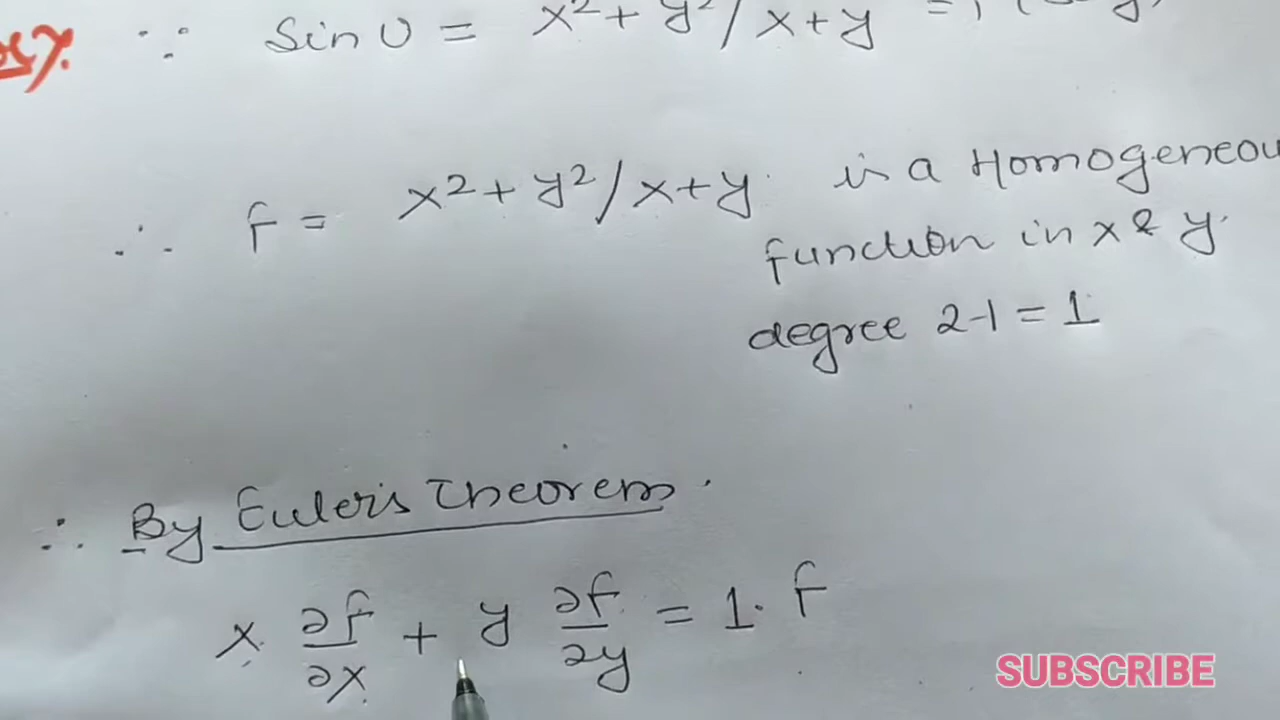 ∵ Sin U = x²+y²/x+y =
∴ f = x²+y²/x+y is a Homogeneou
function in x & y.
degree 2-1 = 1
∴ By Euler's Theorem.
x ∂f/∂x + y ∂f/∂y = 1. f
SUBSCRIBE